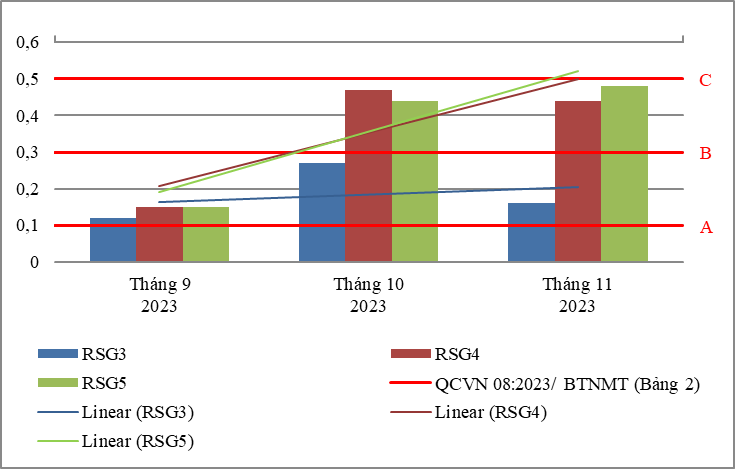 0,6
0,5
0,4
0,3
0,2
0,1
0
C
B
A
Tháng 9
2023
Tháng 10
2023
Tháng 11
2023
RSG3
RSG4
RSG5
QCVN 08:2023/ BTNMT (Bảng 2)
Linear (RSG3)
Linear (RSG4)
Linear (RSG5)